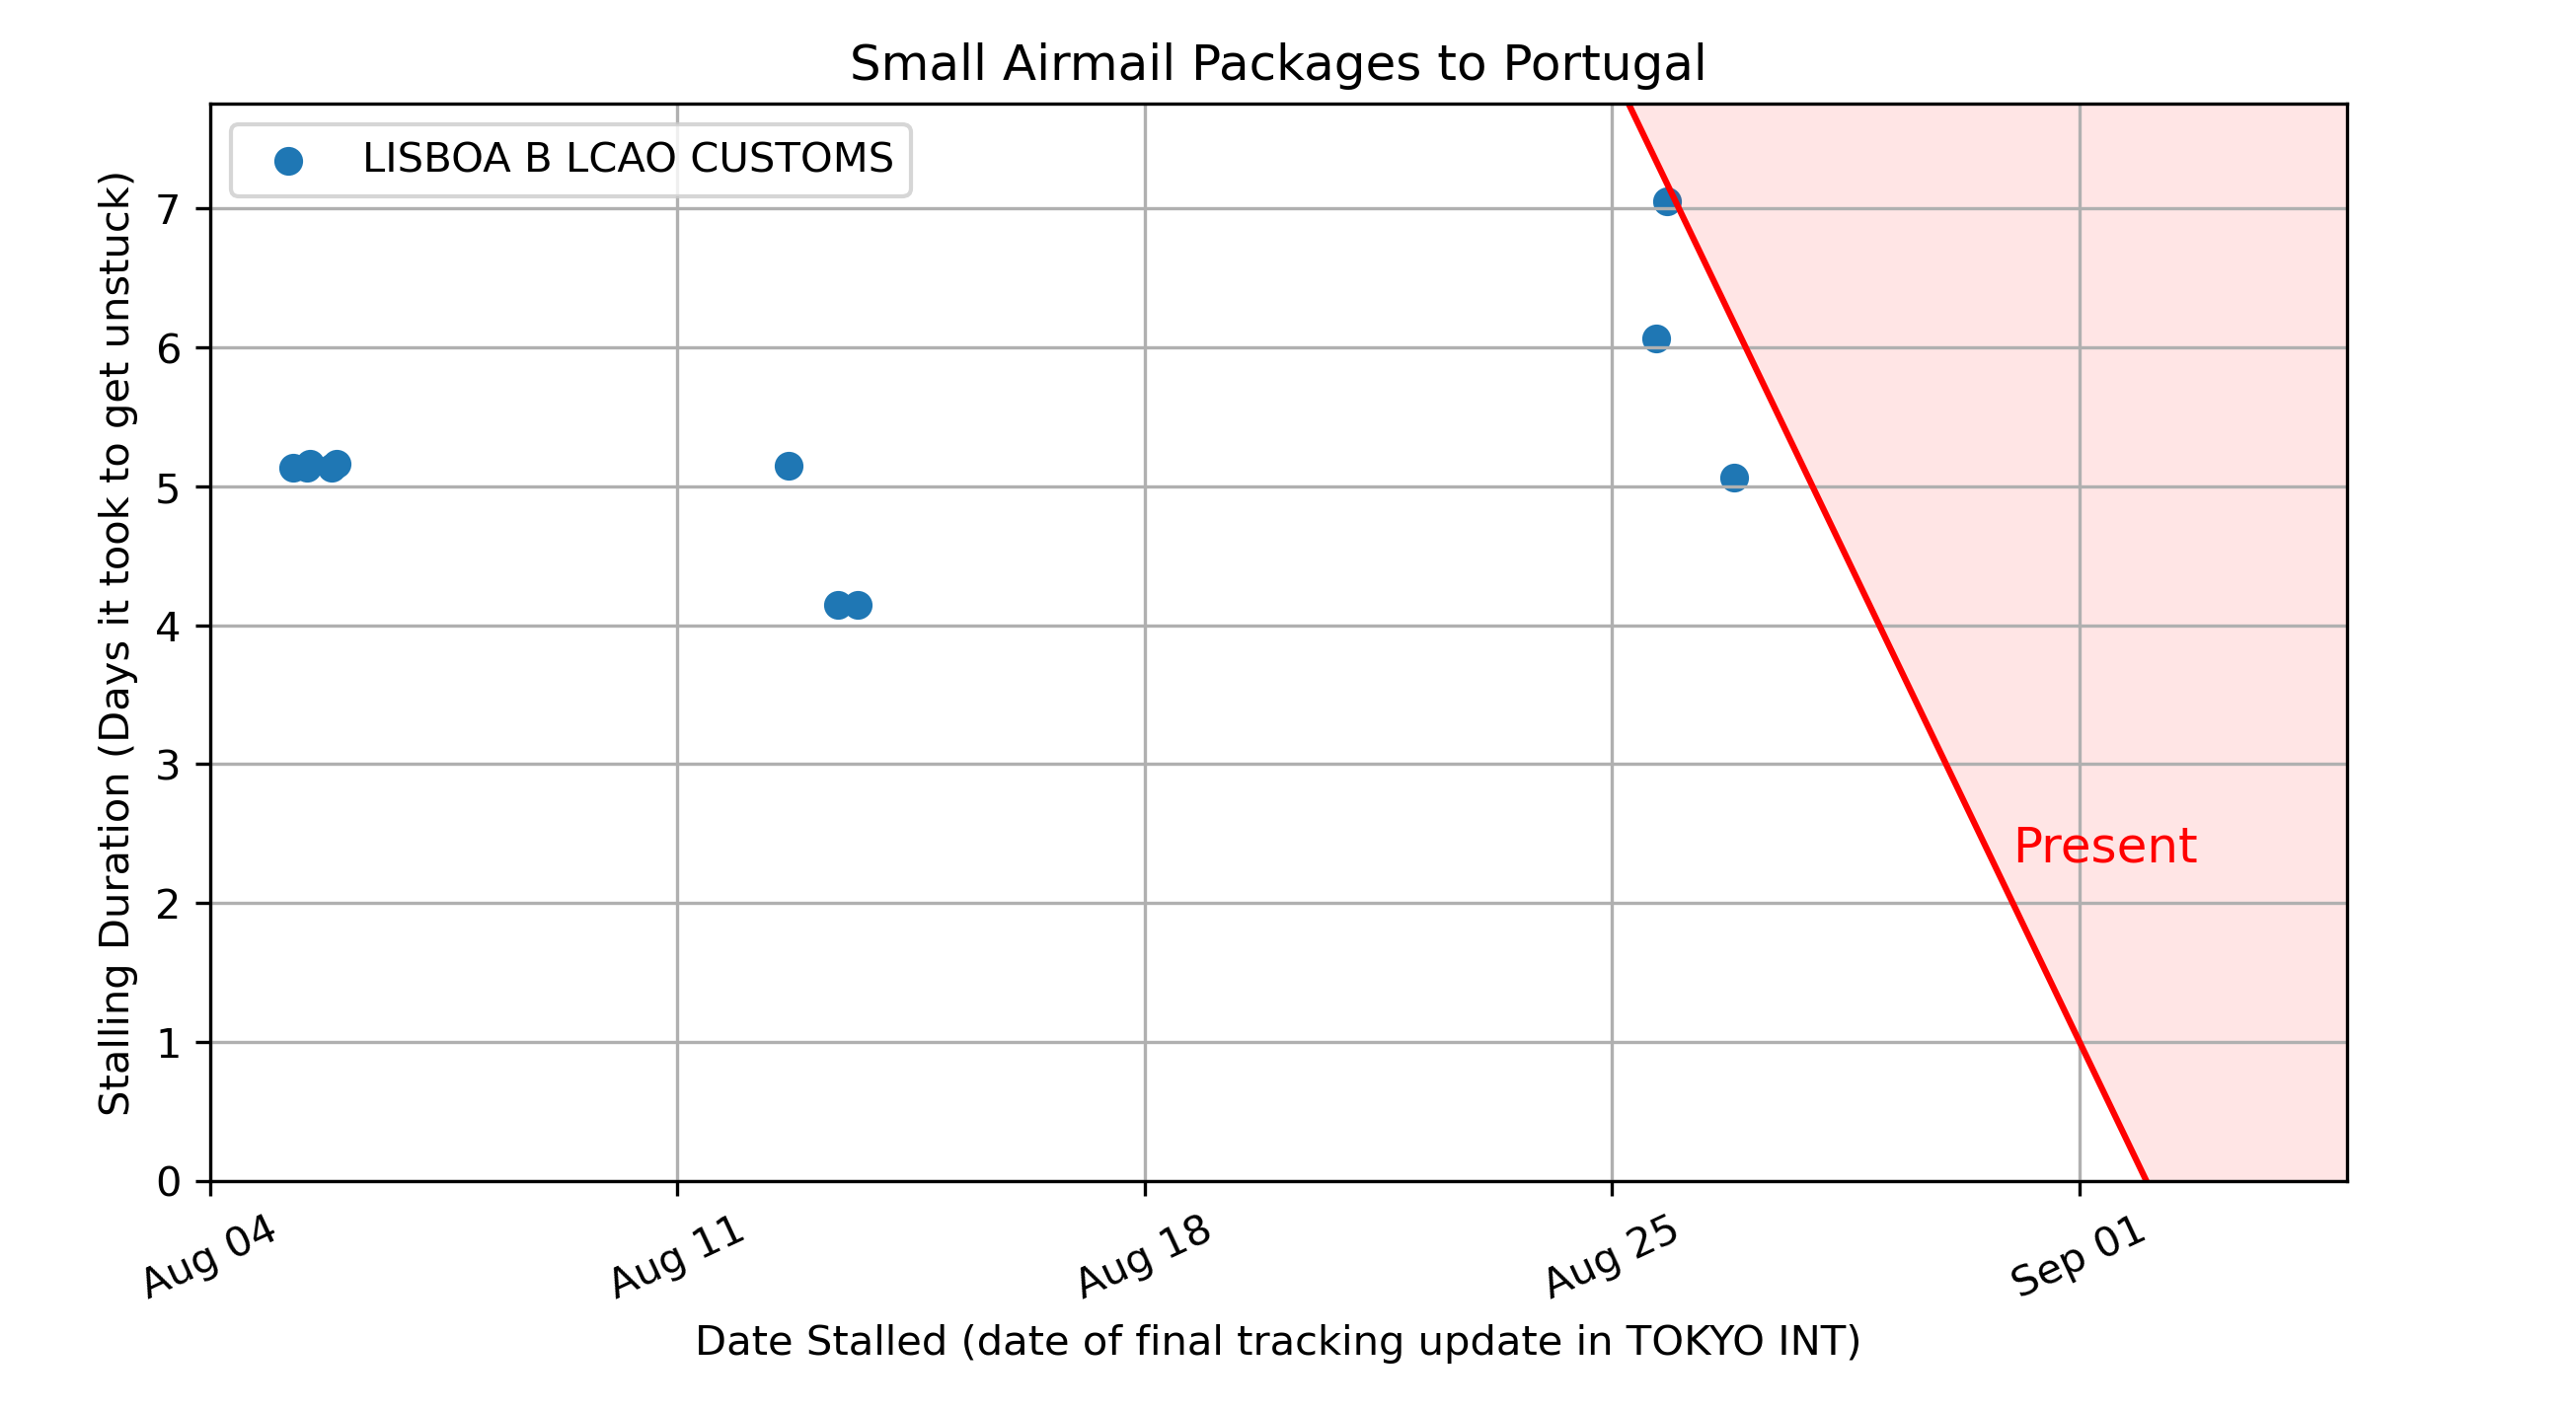 Small Airmail Packages to Portugal
LISBOA B LCAO CUSTOMS
Stalling Duration (Days it took to get unstuck)
7
6
5
4
3
2
1
0
Present
Aug 04
Aug 11
Aug 18
Aug 25
Sep 01
Date Stalled (date of final tracking update in TOKYO INT)